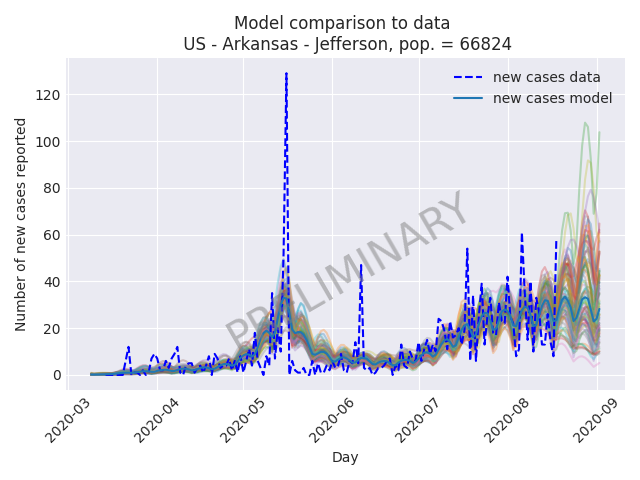 Model comparison to data
US - Arkansas - Jefferson, pop. = 66824
new cases data
new cases model
Number of new cases reported
120
100
80
60
40
20
0
PRELIMINARY
2020-03
2020-04
2020-05
2020-06
2020-07
2020-08
2020-09
Day